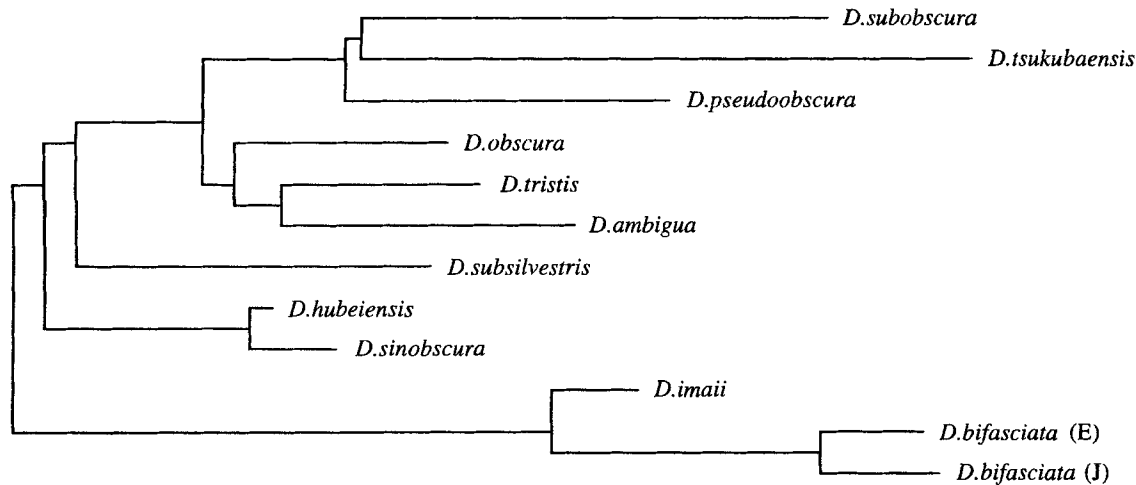 D.subobscura
D.tsukubaensis
D.pseudoobscura
D.obscura
D.tristis
D.ambigua
D.subsilvestris
D.hubeiensis
D.sinobscura
D.imaii
D.bifasciata (E)
D.bifasciata (J)